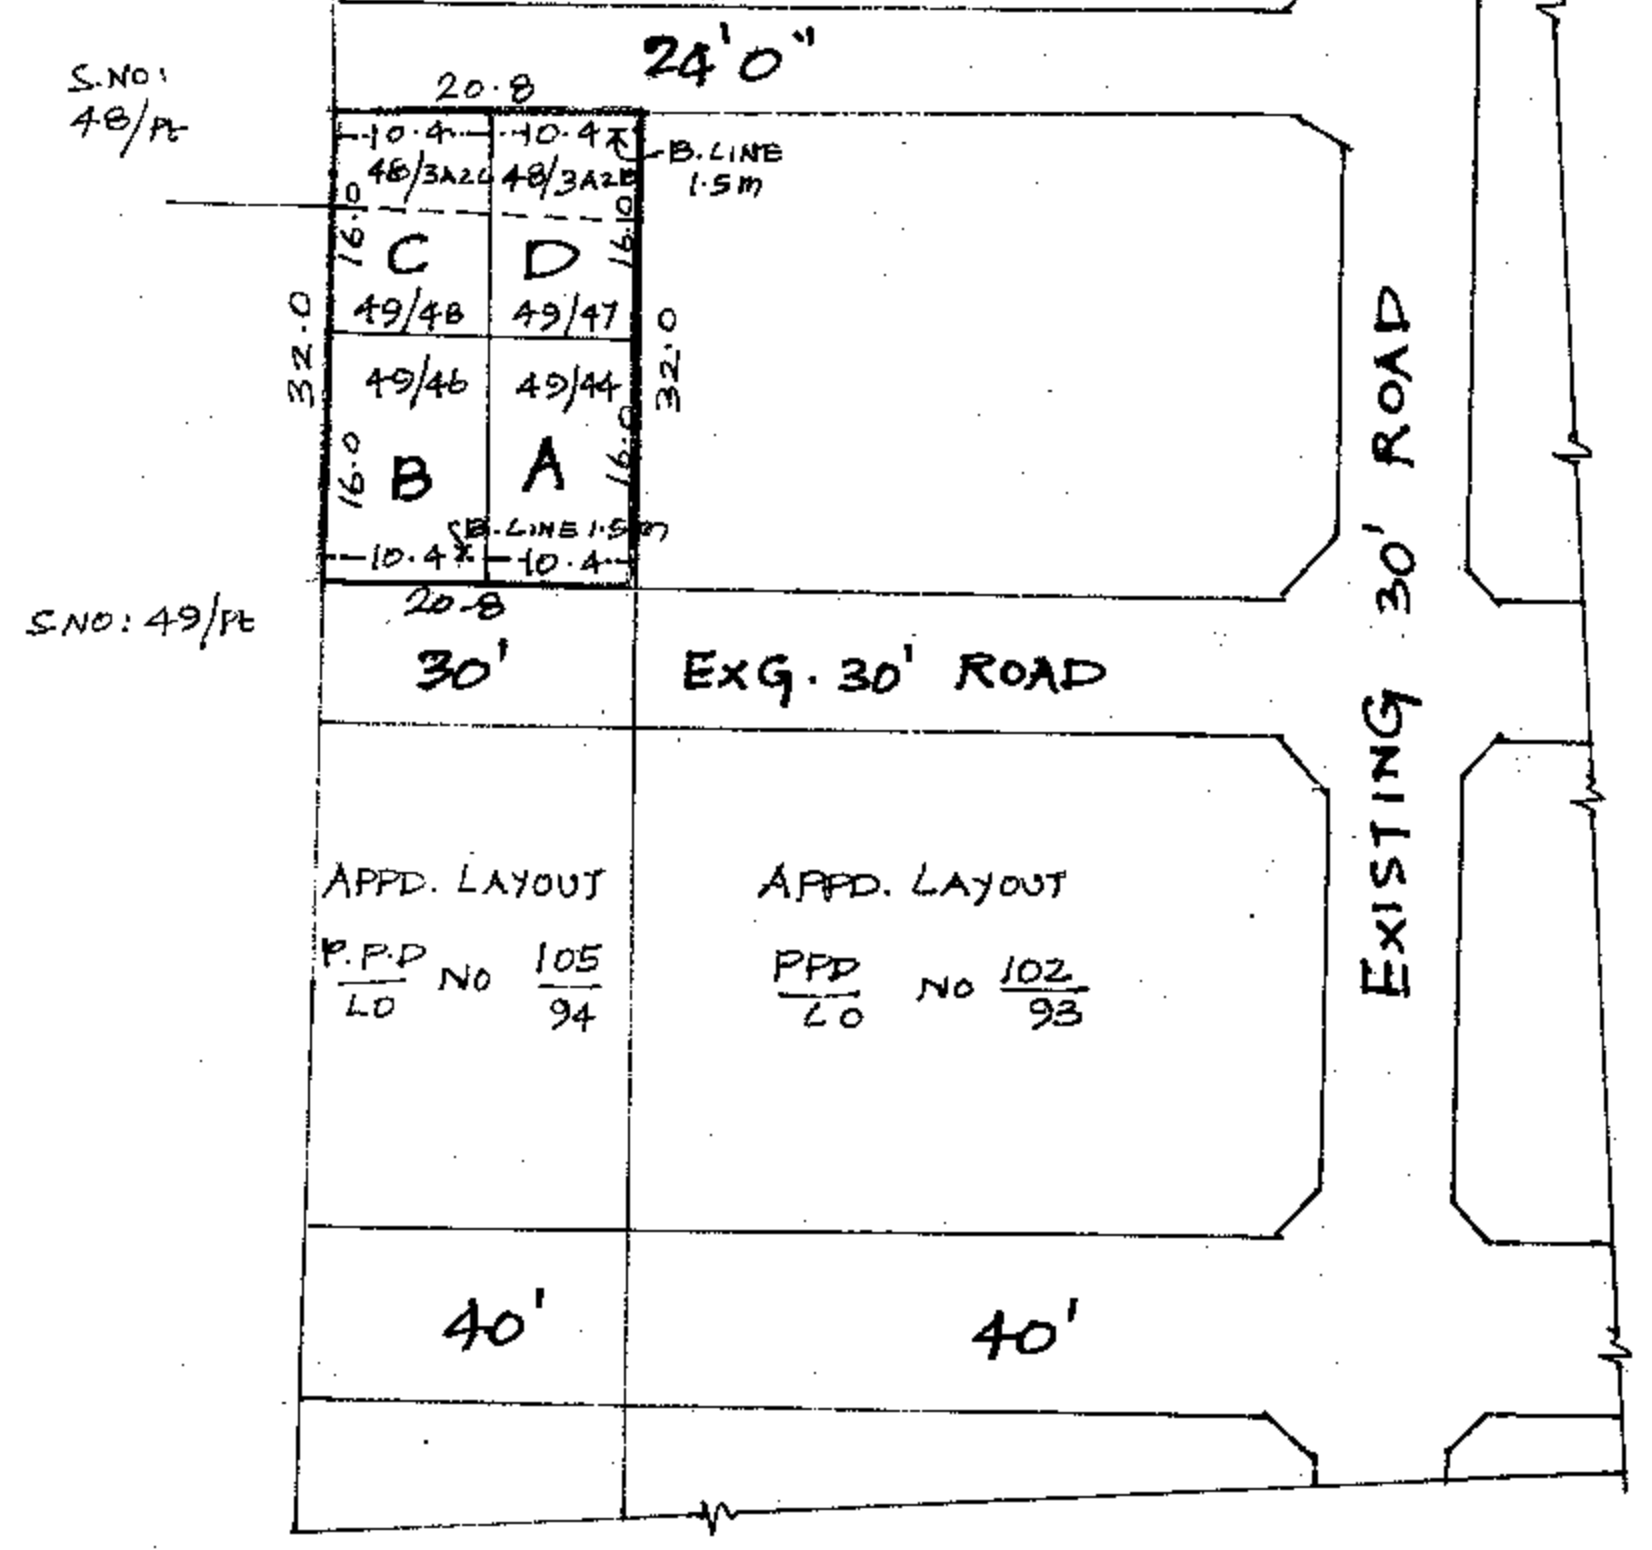 24'0"
S.NO:
48/Pt
20.8
10.4 10.4
B.LINE
1.5m
48/3A2C 48/3A2B
16.0 16.0
C D
49/48 49/47
32.0 32.0
49/46 49/44
16.0 16.0
B A
B.LINE 1.5m
10.4 10.4
20.8
S.NO: 49/Pt
30' EXG. 30' ROAD
EXISTING 30' ROAD
APPD. LAYOUT
P.P.D
LO
No
105
94
APPD. LAYOUT
PPD
LO
No
102
93
40' 40'